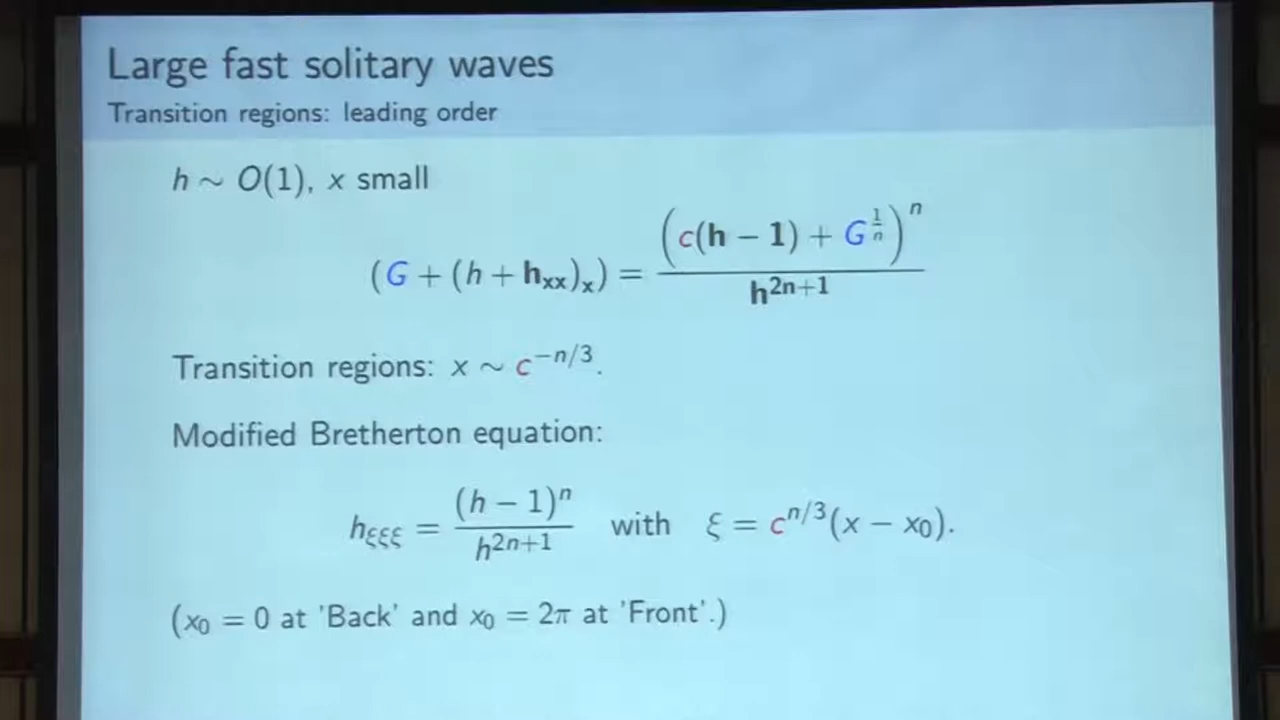 Large fast solitary waves
Transition regions: leading order
h ∼ O(1), x small
(G + (h + h_xx)_x) = (c(h − 1) + G^{1/n})^n / h^{2n+1}
Transition regions: x ∼ c^{−n/3}.
Modified Bretherton equation:
h_ξξξ = (h − 1)^n / h^{2n+1} with ξ = c^{n/3}(x − x_0).
(x_0 = 0 at 'Back' and x_0 = 2π at 'Front'.)